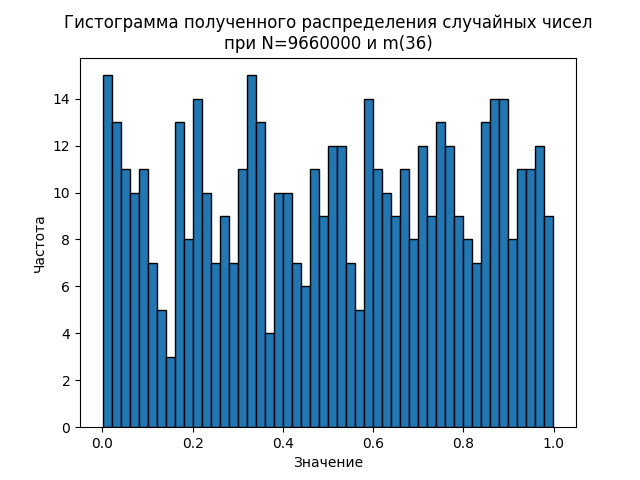 Гистограмма полученного распределения случайных чисел
при N=9660000 и m(36)
14
12
10
8
6
4
2
0
Частота
0.0 0.2 0.4 0.6 0.8 1.0
Значение